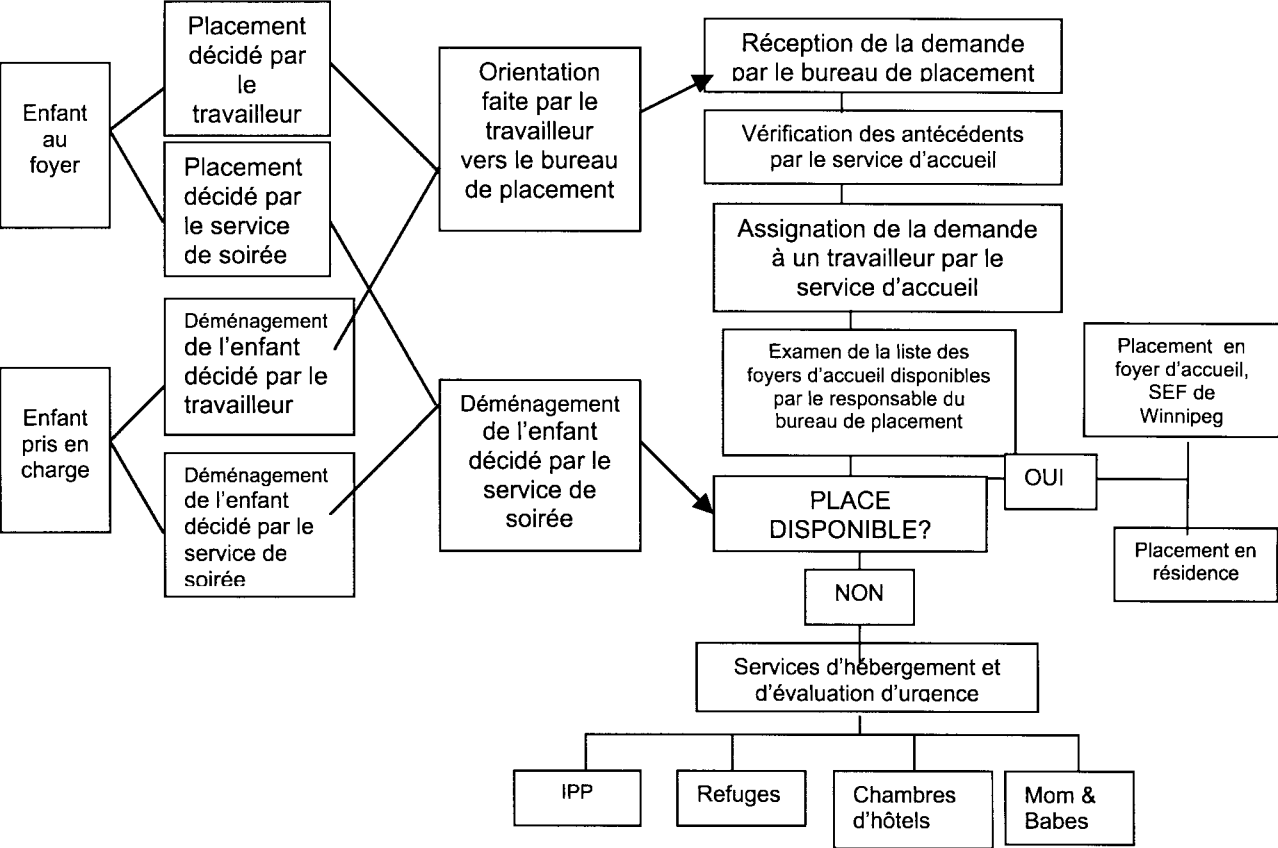 Enfant
au
foyer
Placement
décidé par
le
travailleur
Placement
décidé par
le service
de soirée
Enfant
pris en
charge
Déménagement
de l'enfant
décidé par le
travailleur
Déménagement
de l'enfant
décidé par le
service de
soirée
Orientation
faite par le
travailleur
vers le bureau
de placement
Déménagement
de l'enfant
décidé par le
service de
soirée
Réception de la demande
par le bureau de placement
Vérification des antécédents
par le service d'accueil
Assignation de la demande
à un travailleur par le
service d'accueil
Examen de la liste des
foyers d'accueil disponibles
par le responsable du
bureau de placement
PLACE
DISPONIBLE?
OUI
Placement en
foyer d'accueil,
SEF de
Winnipeg
Placement en
résidence
NON
Services d'hébergement et
d'évaluation d'urgence
IPP
Refuges
Chambres
d'hôtels
Mom &
Babes